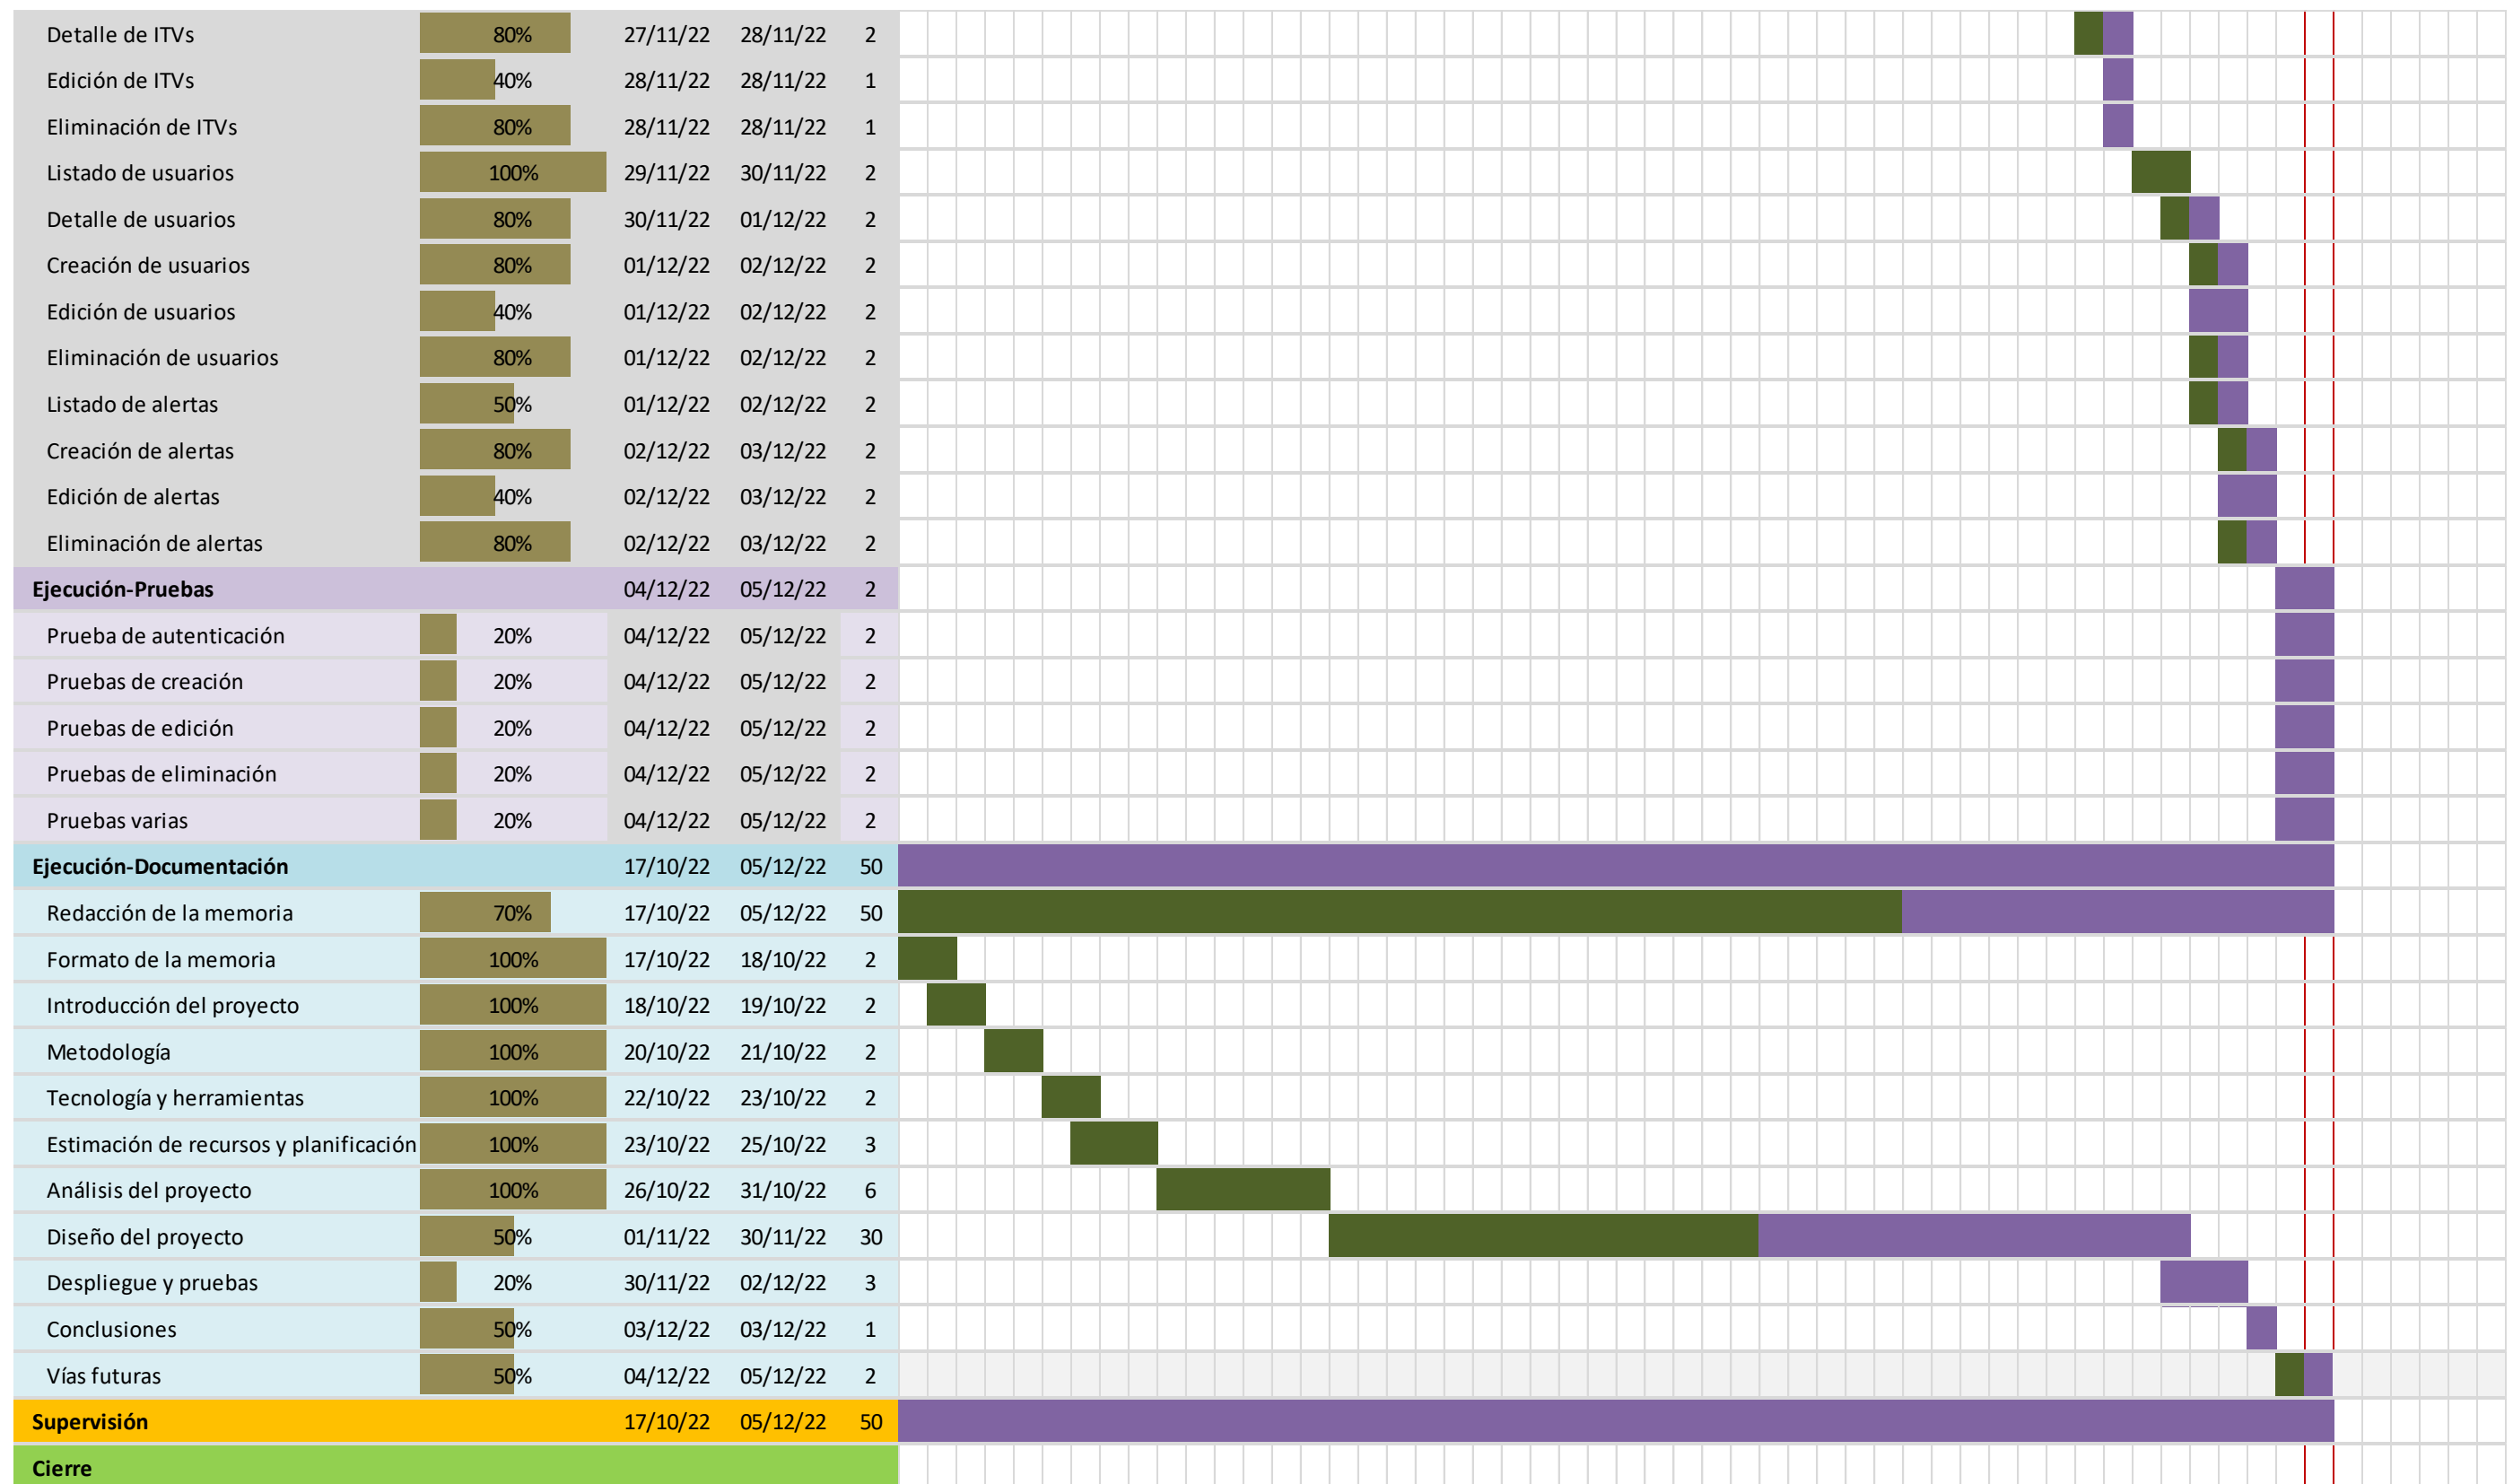 Detalle de ITVs 80% 27/11/22 28/11/22 2
Edición de ITVs 40% 28/11/22 28/11/22 1
Eliminación de ITVs 80% 28/11/22 28/11/22 1
Listado de usuarios 100% 29/11/22 30/11/22 2
Detalle de usuarios 80% 30/11/22 01/12/22 2
Creación de usuarios 80% 01/12/22 02/12/22 2
Edición de usuarios 40% 01/12/22 02/12/22 2
Eliminación de usuarios 80% 01/12/22 02/12/22 2
Listado de alertas 50% 01/12/22 02/12/22 2
Creación de alertas 80% 02/12/22 03/12/22 2
Edición de alertas 40% 02/12/22 03/12/22 2
Eliminación de alertas 80% 02/12/22 03/12/22 2
Ejecución-Pruebas 04/12/22 05/12/22 2
Prueba de autenticación 20% 04/12/22 05/12/22 2
Pruebas de creación 20% 04/12/22 05/12/22 2
Pruebas de edición 20% 04/12/22 05/12/22 2
Pruebas de eliminación 20% 04/12/22 05/12/22 2
Pruebas varias 20% 04/12/22 05/12/22 2
Ejecución-Documentación 17/10/22 05/12/22 50
Redacción de la memoria 70% 17/10/22 05/12/22 50
Formato de la memoria 100% 17/10/22 18/10/22 2
Introducción del proyecto 100% 18/10/22 19/10/22 2
Metodología 100% 20/10/22 21/10/22 2
Tecnología y herramientas 100% 22/10/22 23/10/22 2
Estimación de recursos y planificación 100% 23/10/22 25/10/22 3
Análisis del proyecto 100% 26/10/22 31/10/22 6
Diseño del proyecto 50% 01/11/22 30/11/22 30
Despliegue y pruebas 20% 30/11/22 02/12/22 3
Conclusiones 50% 03/12/22 03/12/22 1
Vías futuras 50% 04/12/22 05/12/22 2
Supervisión 17/10/22 05/12/22 50
Cierre